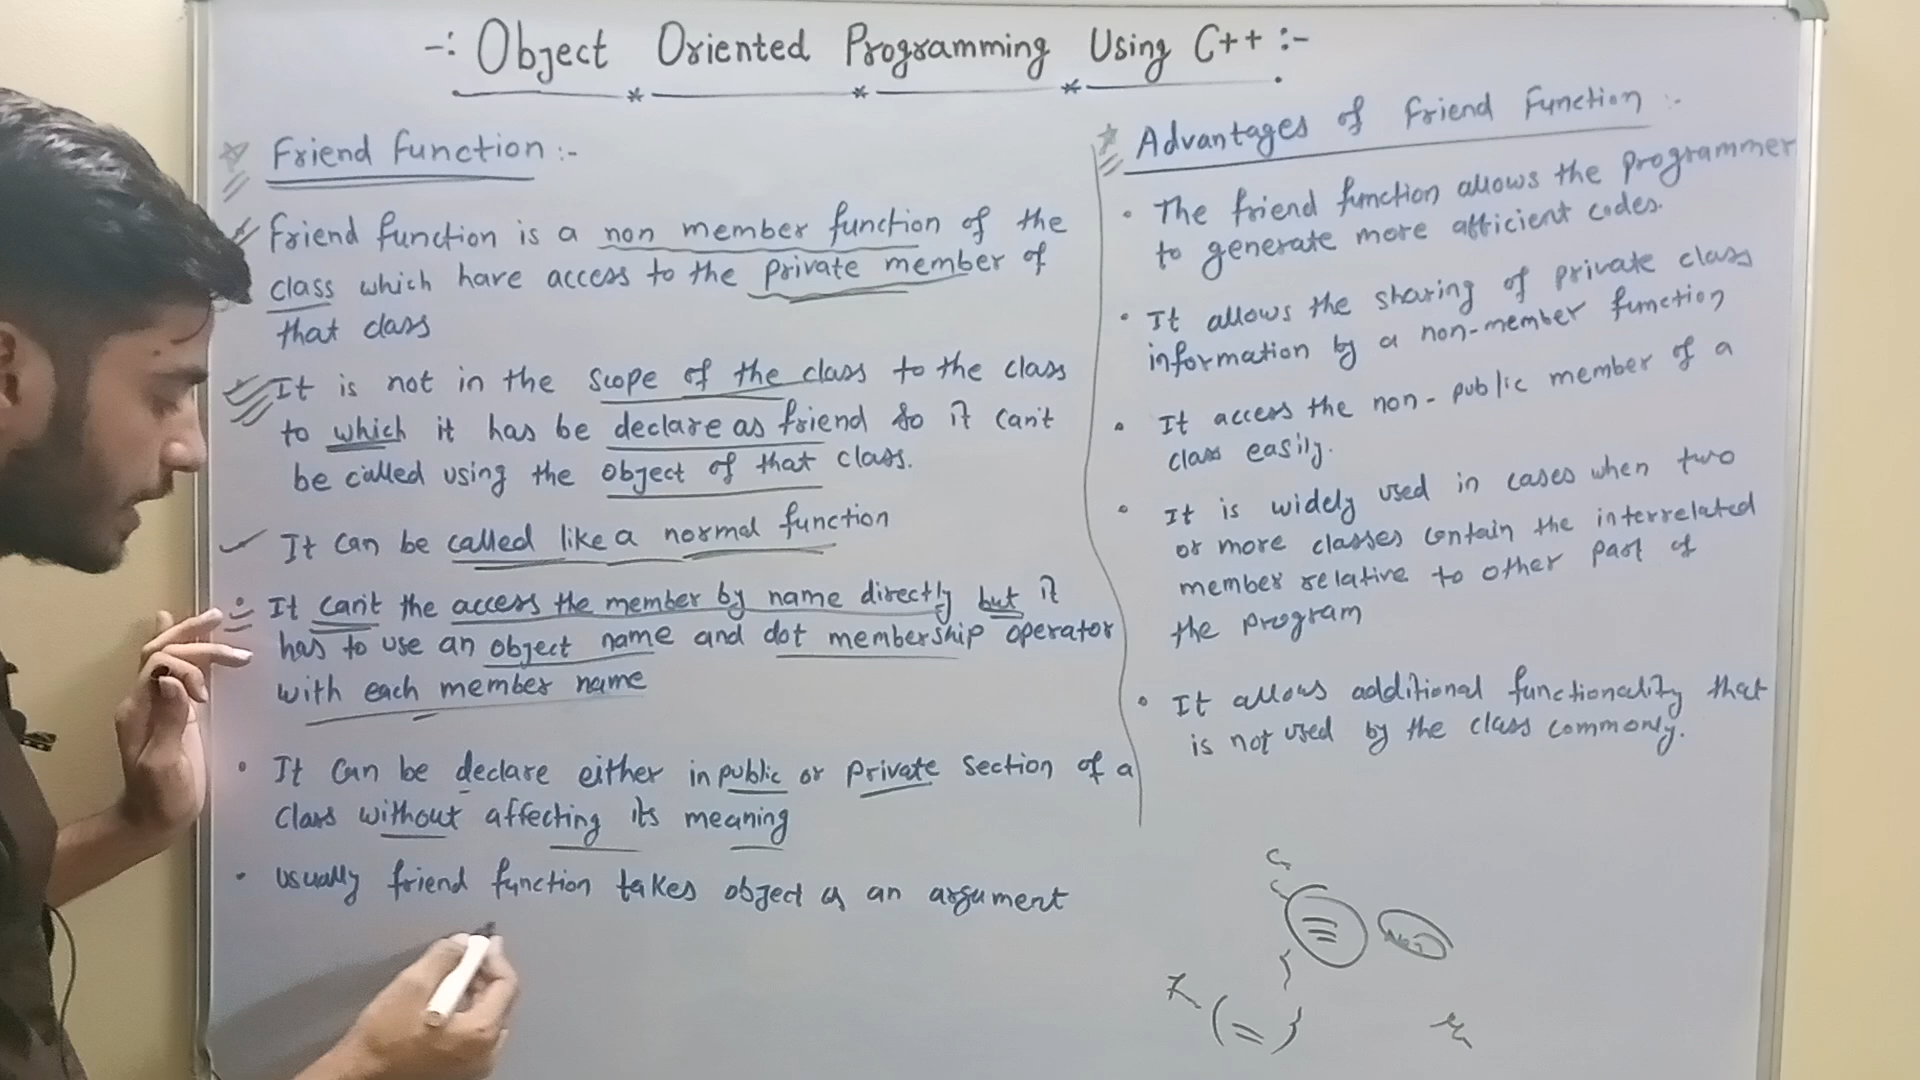 -: Object Oriented Programming Using C++ :-
Friend function :-
friend function is a non member function of the
class which have access to the private member of
that class
It is not in the scope of the class to the class
to which it has be declare as friend so it can't
be called using the object of that class.
It can be called like a normal function
It can't the access the member by name directly but it
has to use an object name and dot membership operator
with each member name
• It can be declare either in public or private section of a
class without affecting its meaning
• usually friend function takes object as an argument
Advantages of friend function :-
• The friend function allows the programmer
to generate more afficient codes.
• It allows the sharing of private class
information by a non-member function
• It access the non-public member of a
class easily.
• It is widely used in cases when two
or more classes contain the interrelated
member relative to other part of
the program
• It allows additional functionality that
is not used by the class commonly.